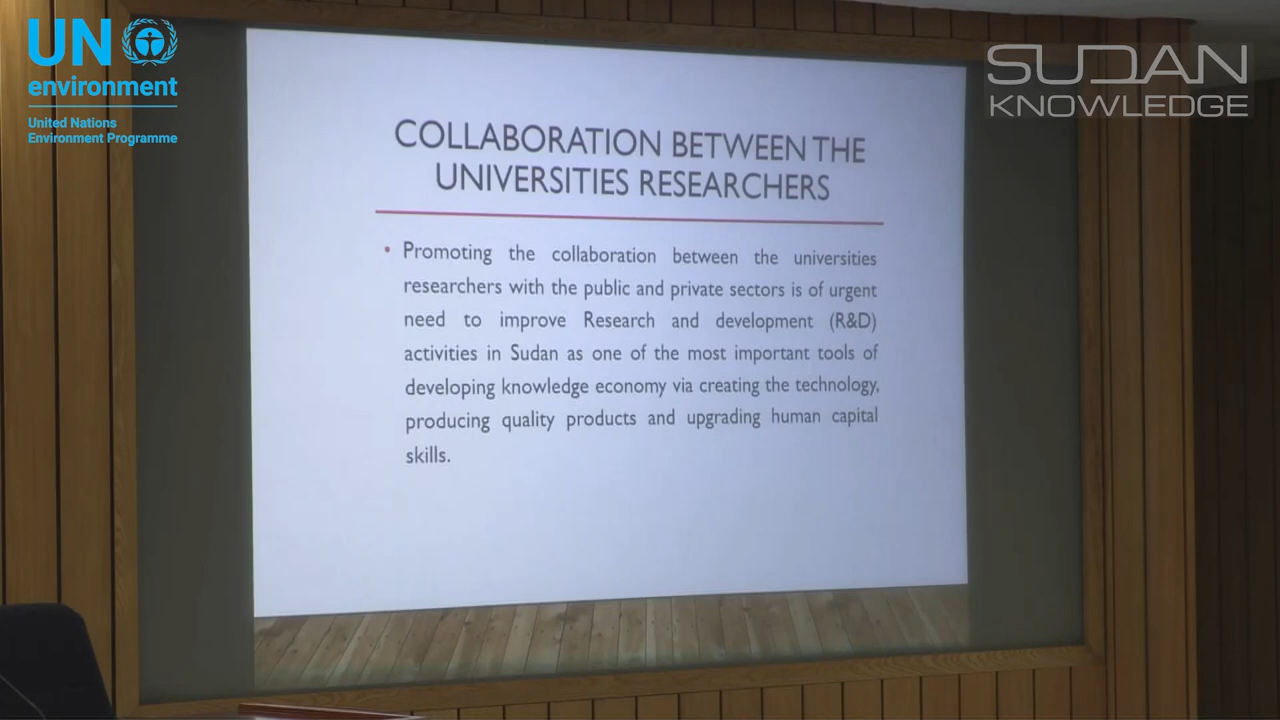 UN
environment
United Nations
Environment Programme
SUDAN
KNOWLEDGE
COLLABORATION BETWEEN THE
UNIVERSITIES RESEARCHERS
• Promoting the collaboration between the universities
researchers with the public and private sectors is of urgent
need to improve Research and development (R&D)
activities in Sudan as one of the most important tools of
developing knowledge economy via creating the technology,
producing quality products and upgrading human capital
skills.